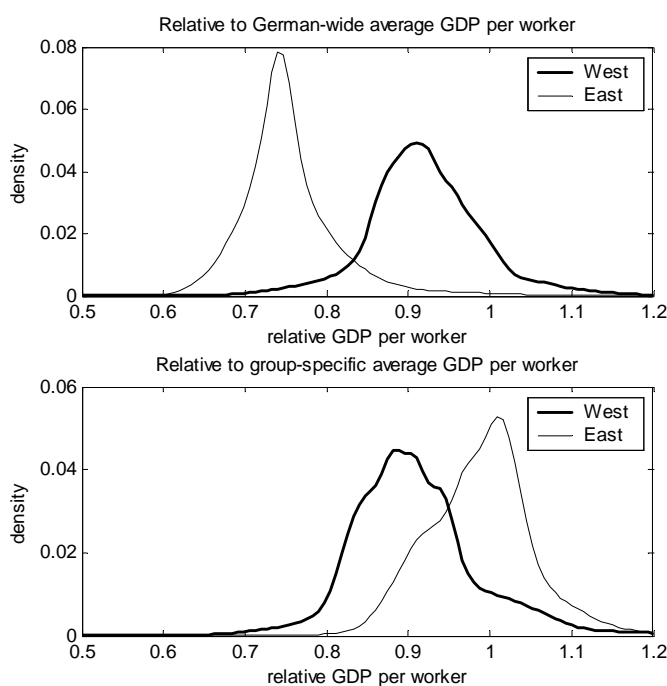 Relative to German-wide average GDP per worker
0.08
0.06
0.04
0.02
0
density
West
East
0.5 0.6 0.7 0.8 0.9 1 1.1 1.2
relative GDP per worker
Relative to group-specific average GDP per worker
0.06
0.04
0.02
0
density
West
East
0.5 0.6 0.7 0.8 0.9 1 1.1 1.2
relative GDP per worker